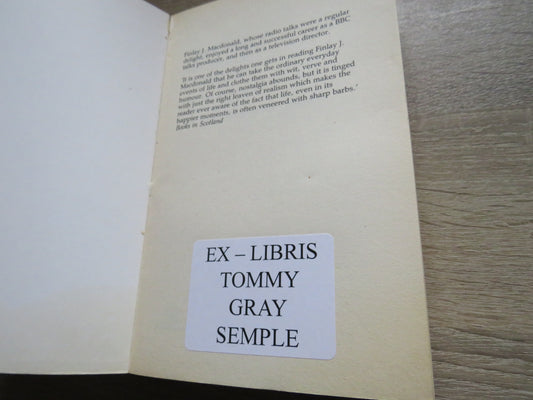 Finlay J. Macdonald, whose radio talks were a regular
delight, enjoyed a long and successful career as a BBC
talks producer, and then as a television director.
'It is one of the delights one gets in reading Finlay J.
Macdonald that he can take the ordinary everyday
events of life and clothe them with wit, verve and
humour. Of course, nostalgia abounds, but it is tinged
with just the right leaven of realism which makes the
reader ever aware of the fact that life, even in its
happier moments, is often veneered with sharp barbs.'
Books in Scotland
EX – LIBRIS
TOMMY
GRAY
SEMPLE